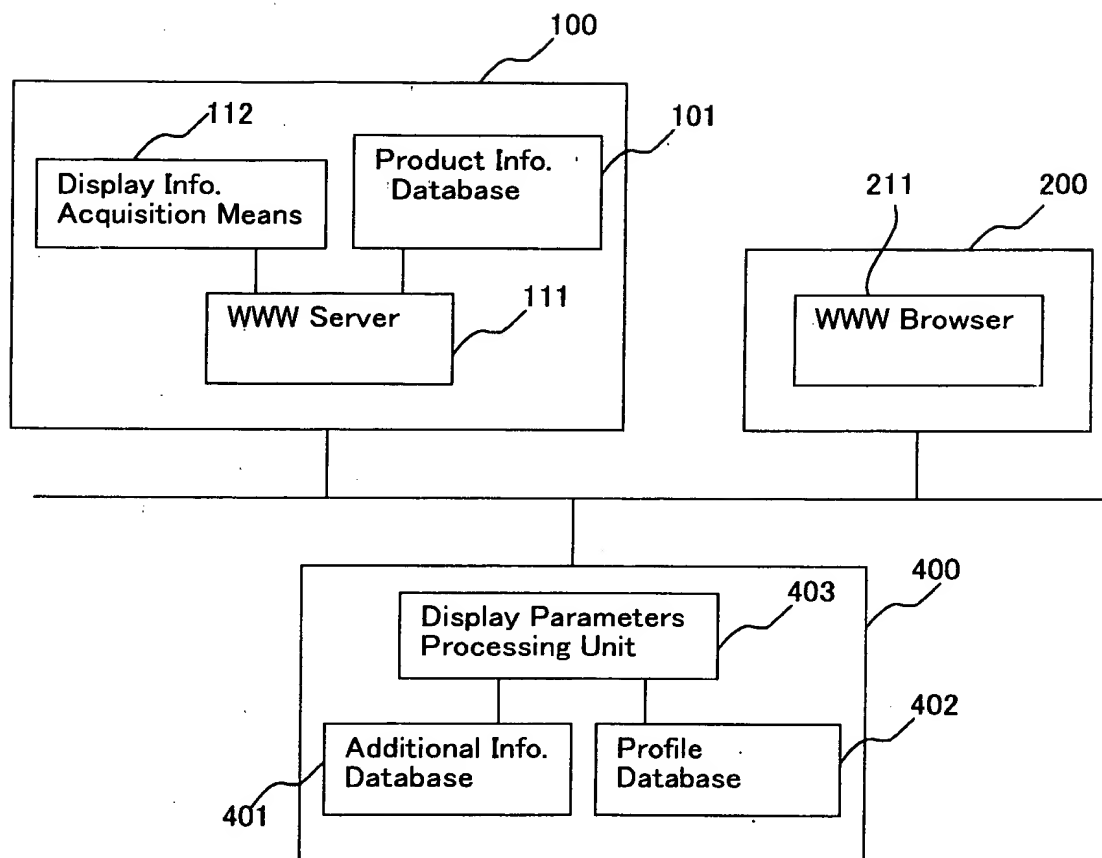 100
112
101
Display Info.
Acquisition Means
Product Info.
Database
211
200
WWW Server
111
WWW Browser
403
400
Display Parameters
Processing Unit
402
Additional Info.
Database
Profile
Database
401